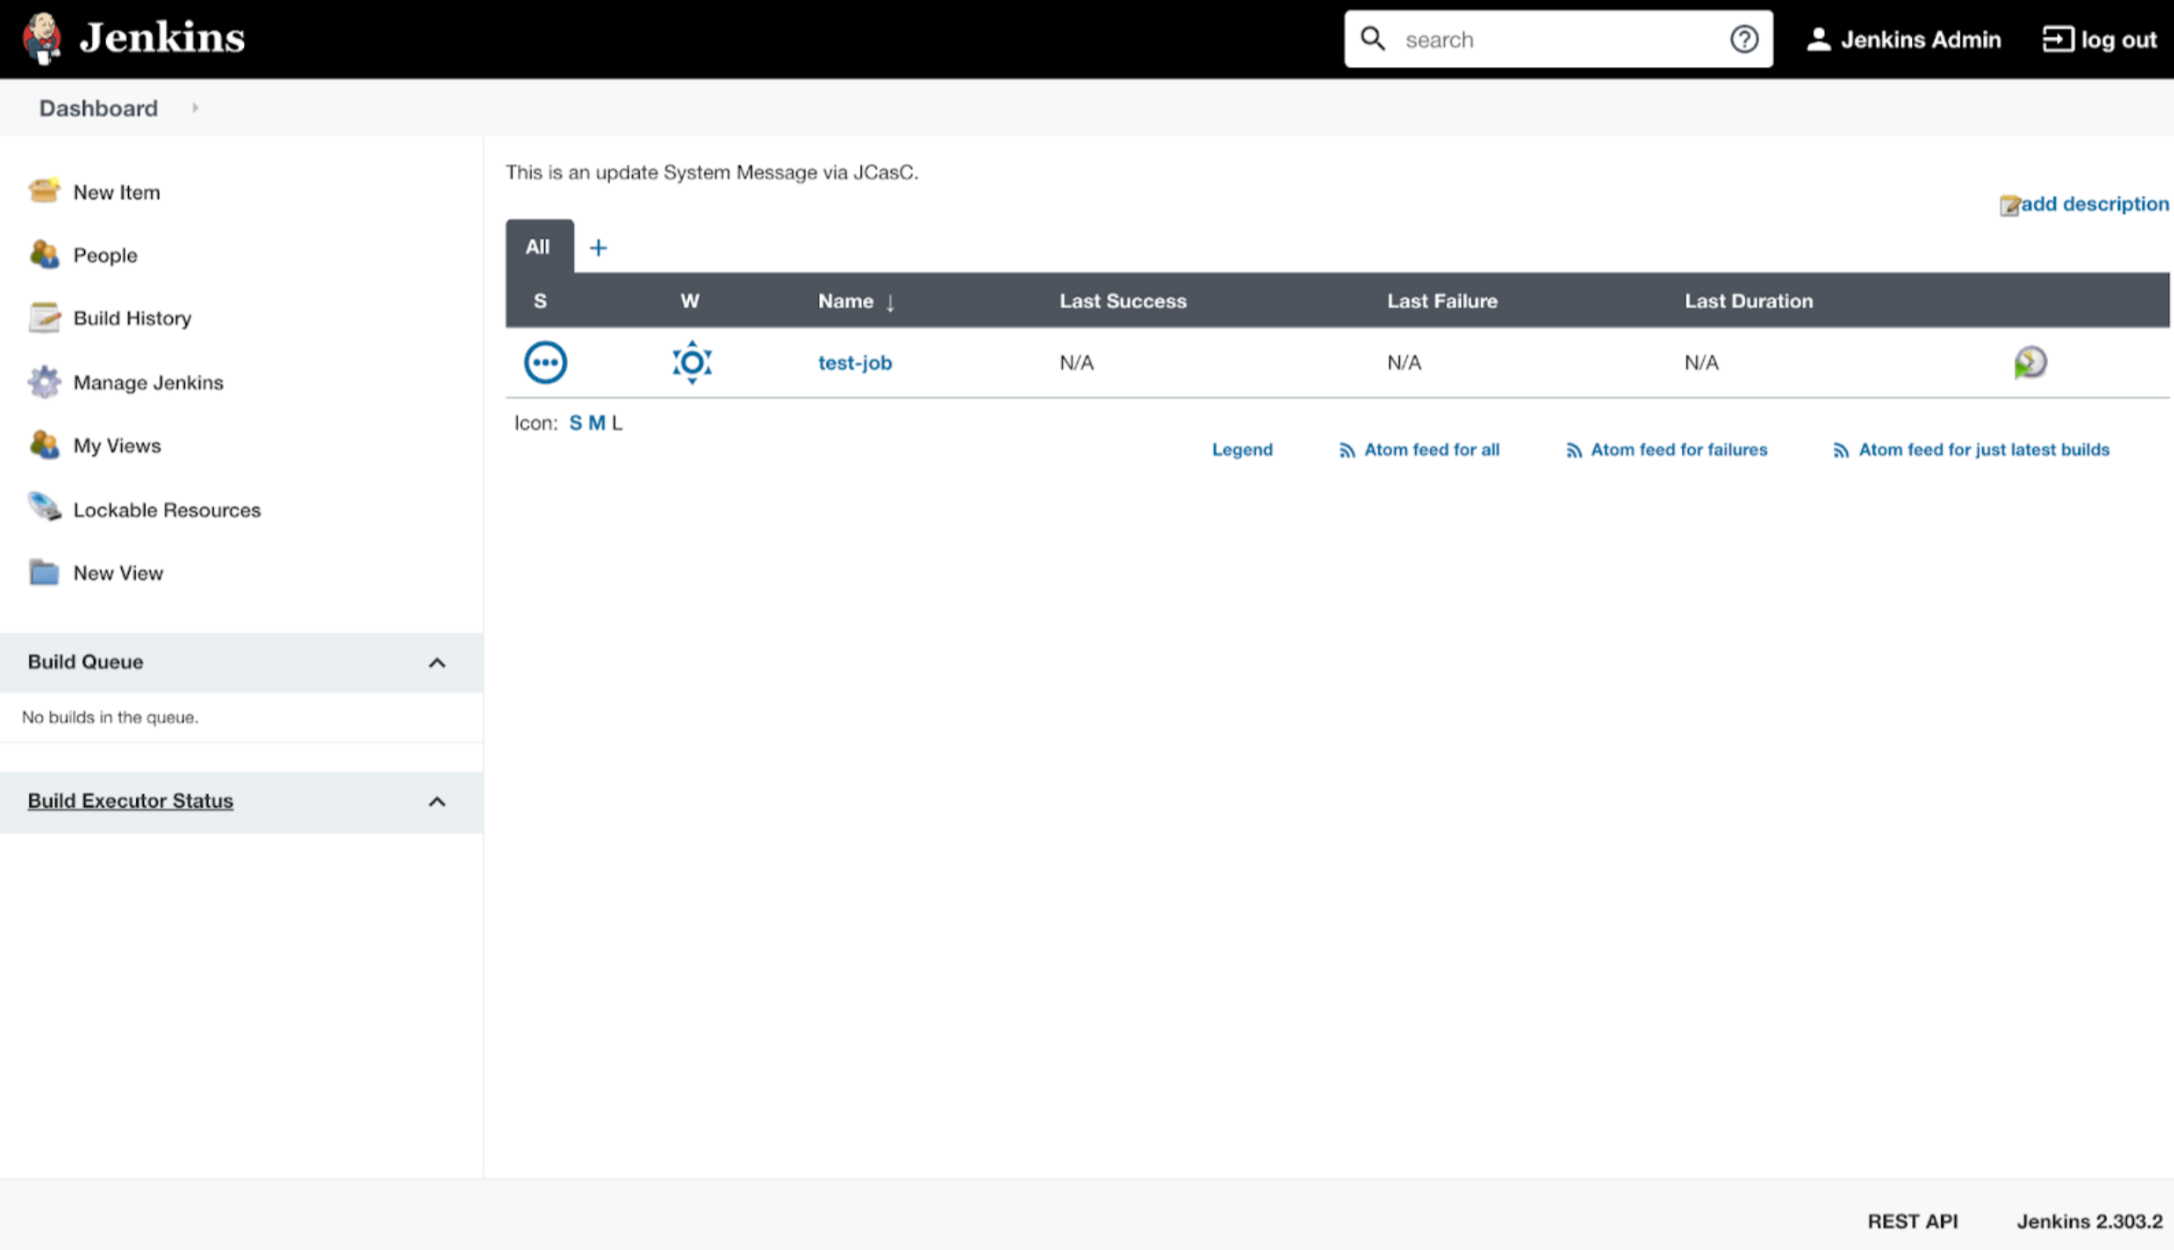 Jenkins
search
Jenkins Admin
log out
Dashboard
New Item
People
Build History
Manage Jenkins
My Views
Lockable Resources
New View
Build Queue
No builds in the queue.
Build Executor Status
This is an update System Message via JCasC.
add description
All +
S W Name ↓ Last Success Last Failure Last Duration
test-job N/A N/A N/A
Icon: S M L
Legend Atom feed for all Atom feed for failures Atom feed for just latest builds
REST API Jenkins 2.303.2